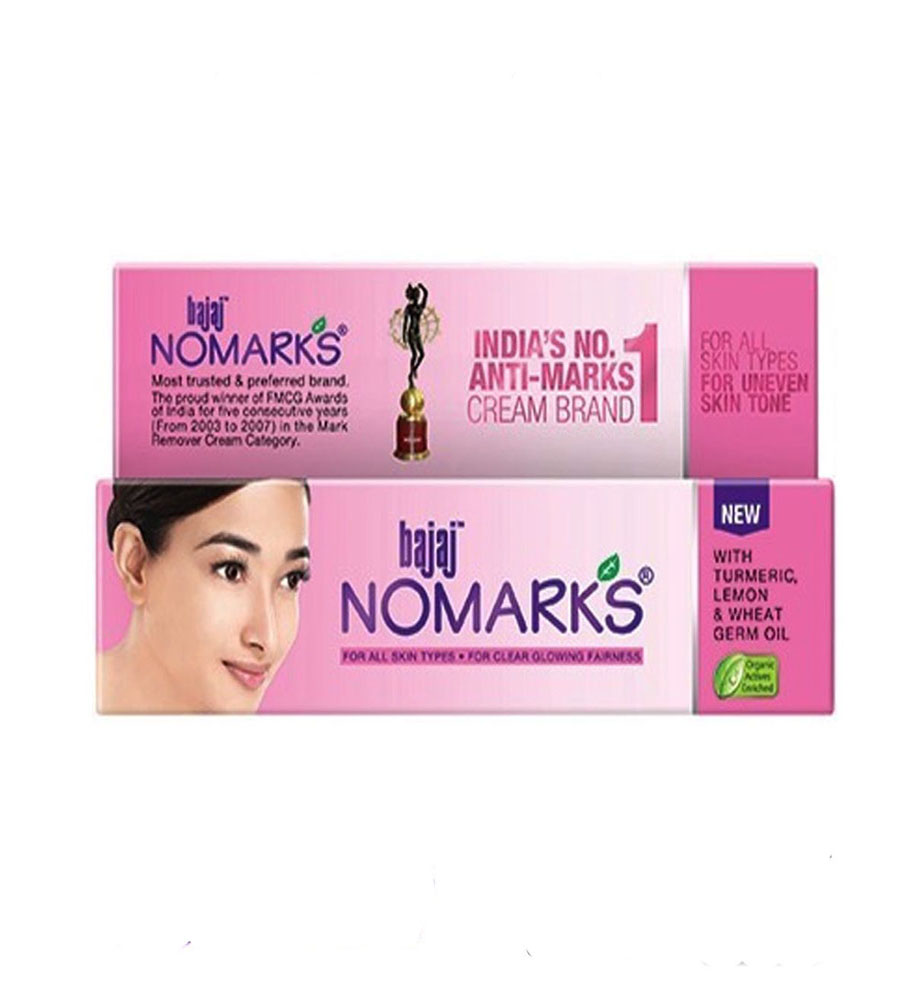 bajaj™
NOMARKS®
Most trusted & preferred brand.
The proud winner of FMCG Awards
of India for five consecutive years
(From 2003 to 2007) in the Mark
Remover Cream Category.
INDIA'S NO. 1
ANTI-MARKS
CREAM BRAND
FOR ALL
SKIN TYPES
FOR UNEVEN
SKIN TONE
bajaj™
NOMARKS®
FOR ALL SKIN TYPES • FOR CLEAR GLOWING FAIRNESS
NEW
WITH
TURMERIC,
LEMON
& WHEAT
GERM OIL
Organic
Actives
Enriched